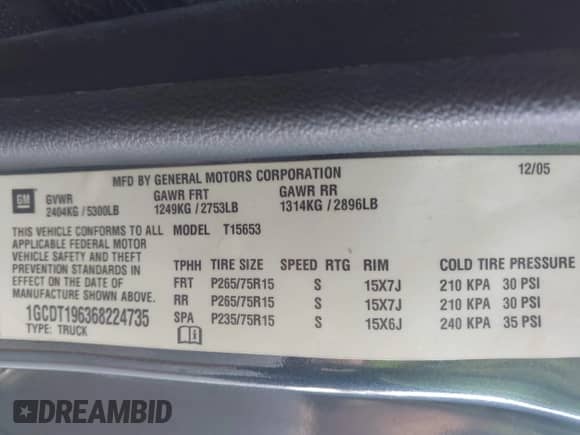 MFD BY GENERAL MOTORS CORPORATION 12/05
GM GVWR GAWR FRT GAWR RR
2404KG / 5300LB 1249KG / 2753LB 1314KG / 2896LB
THIS VEHICLE CONFORMS TO ALL MODEL T15653
APPLICABLE FEDERAL MOTOR
VEHICLE SAFETY AND THEFT
PREVENTION STANDARDS IN
EFFECT ON THE DATE OF
MANUFACTURE SHOWN ABOVE.
1GCDT196368224735
TYPE: TRUCK
TPHH TIRE SIZE SPEED RTG RIM COLD TIRE PRESSURE
FRT P265/75R15 S 15X7J 210 KPA 30 PSI
RR P265/75R15 S 15X7J 210 KPA 30 PSI
SPA P235/75R15 S 15X6J 240 KPA 35 PSI
DREAMBID